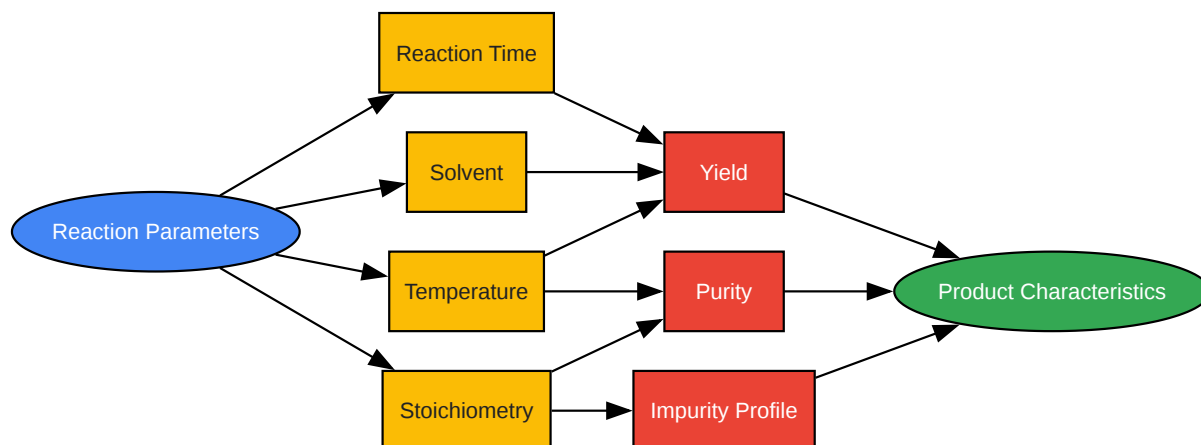 Reaction Time
Solvent
Yield
Reaction Parameters
Temperature
Purity
Product Characteristics
Stoichiometry
Impurity Profile